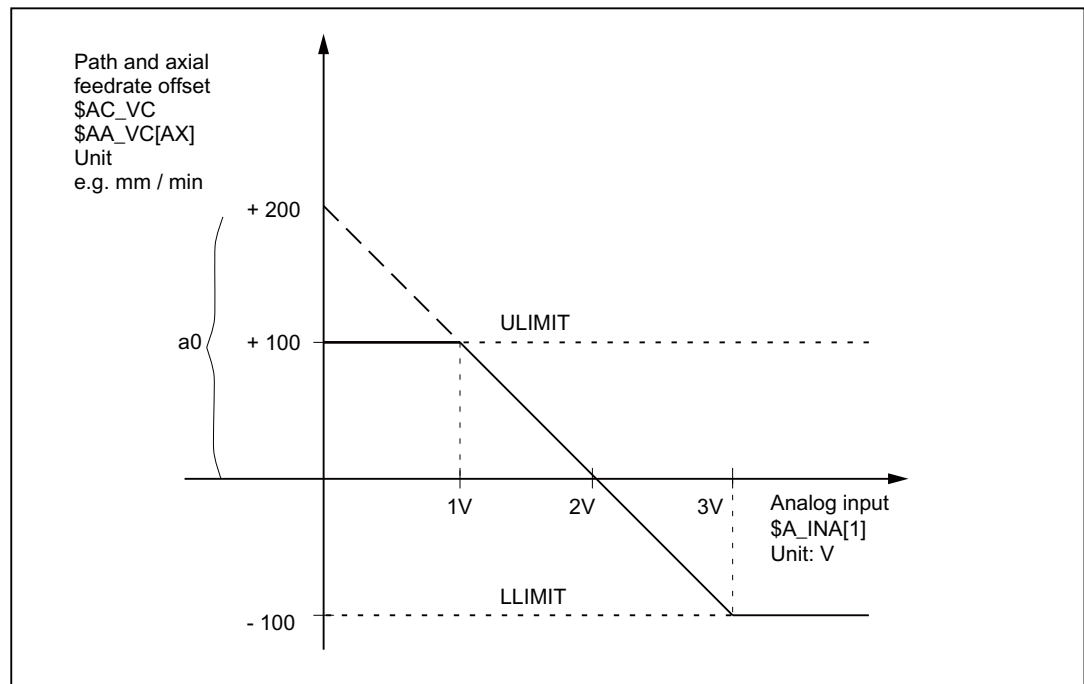 Path and axial
feedrate offset
$AC_VC
$AA_VC[AX]
Unit
e.g. mm / min
+ 200
a0
+ 100
ULIMIT
1V
2V
3V
Analog input
$A_INA[1]
Unit: V
LLIMIT
- 100